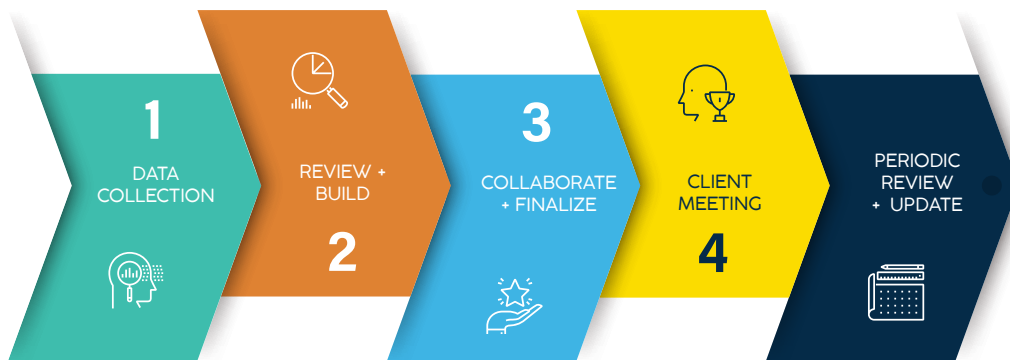 1
DATA
COLLECTION
REVIEW +
BUILD
2
3
COLLABORATE
+ FINALIZE
CLIENT
MEETING
4
PERIODIC
REVIEW
+ UPDATE